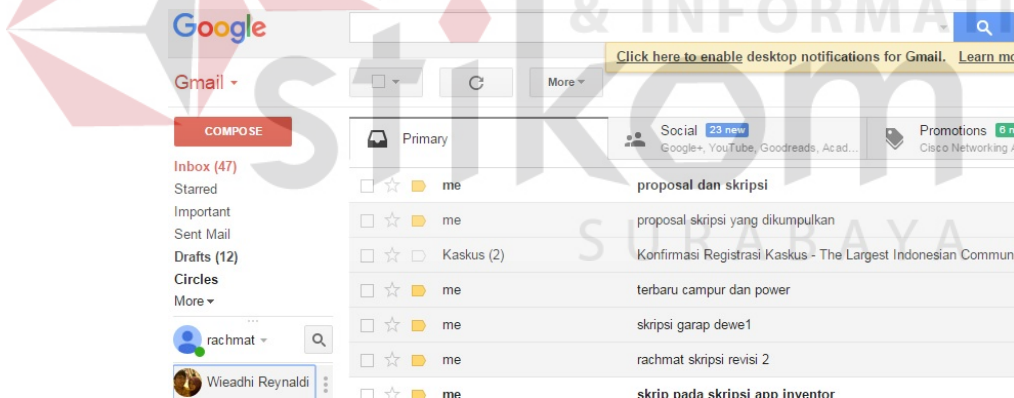 & INFORMATI
stikom
SURABAYA
Google
Click here to enable desktop notifications for Gmail. Learn mo
Gmail
More
COMPOSE
Primary
Social 23 new
Google+, YouTube, Goodreads, Acad...
Promotions 6 n
Cisco Networking A
Inbox (47)
Starred
Important
Sent Mail
Drafts (12)
Circles
More
me proposal dan skripsi
me proposal skripsi yang dikumpulkan
Kaskus (2) Konfirmasi Registrasi Kaskus - The Largest Indonesian Commun
me terbaru campur dan power
me skripsi garap dewe1
me rachmat skripsi revisi 2
me skrip pada skripsi app inventor
rachmat
Wieadhi Reynaldi